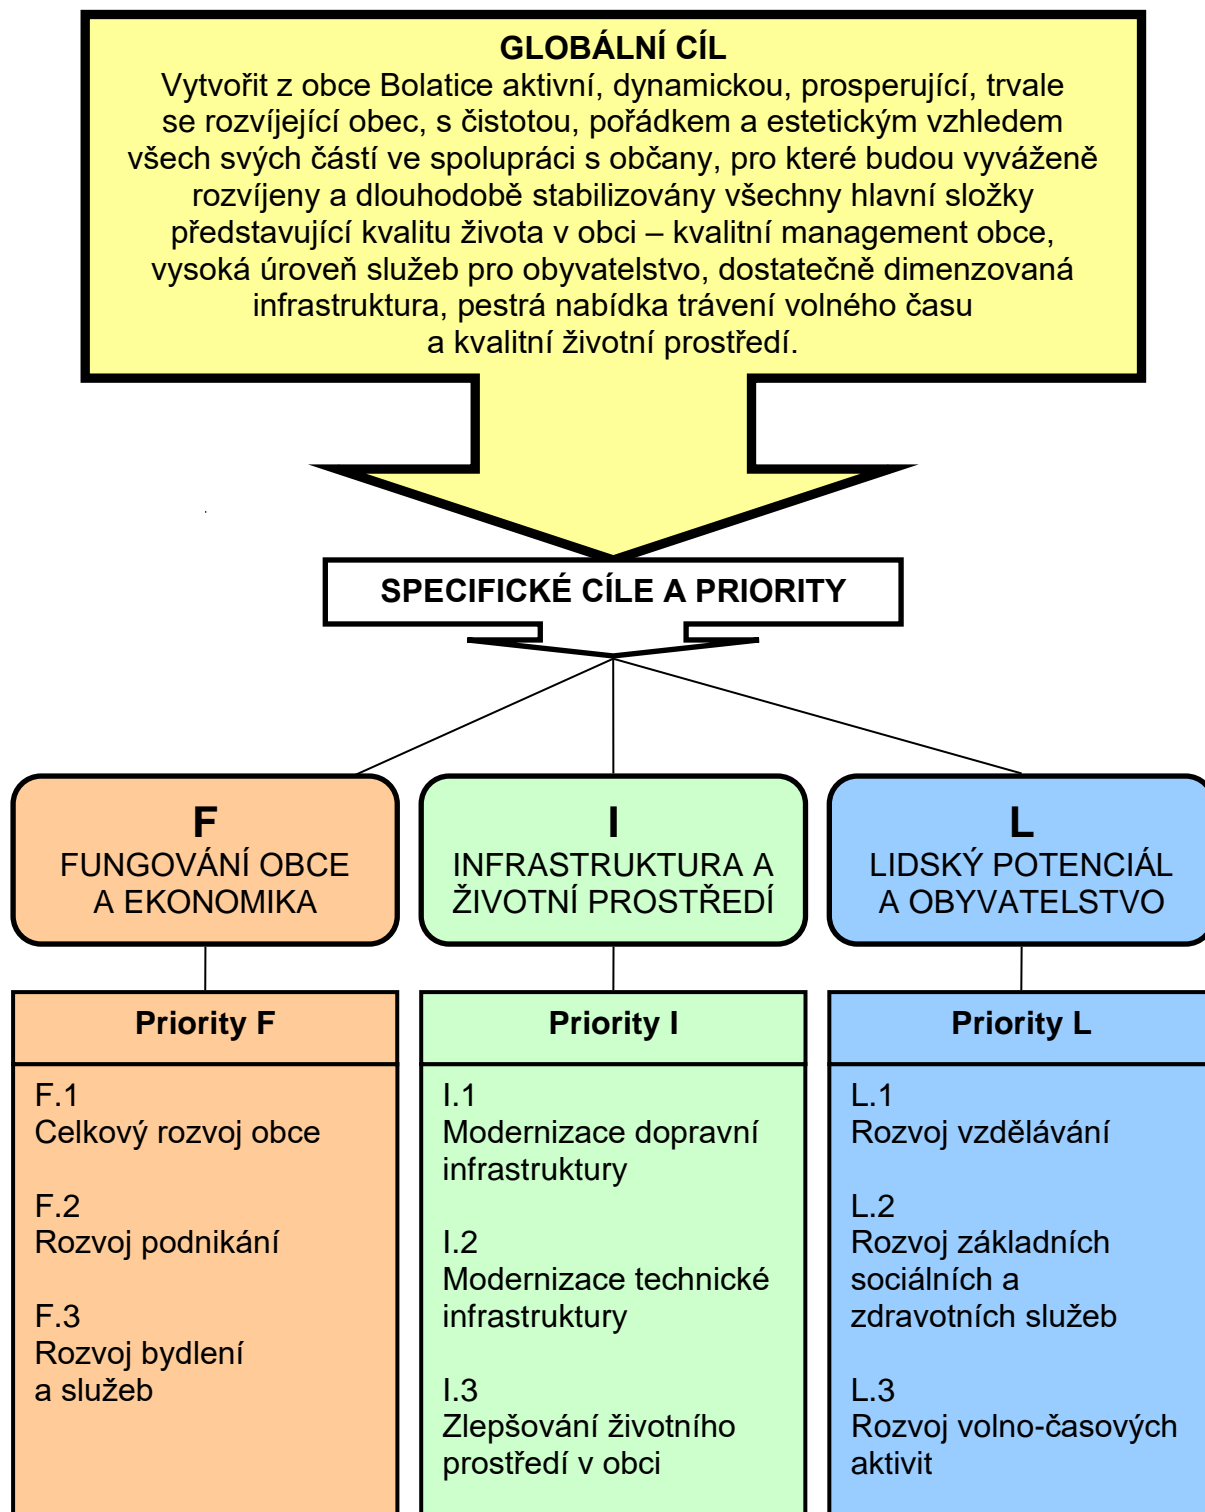 GLOBÁLNÍ CÍL
Vytvořit z obce Bolatice aktivní, dynamickou, prosperující, trvale
se rozvíjející obec, s čistotou, pořádkem a estetickým vzhledem
všech svých částí ve spolupráci s občany, pro které budou vyváženě
rozvíjeny a dlouhodobě stabilizovány všechny hlavní složky
představující kvalitu života v obci – kvalitní management obce,
vysoká úroveň služeb pro obyvatelstvo, dostatečně dimenzovaná
infrastruktura, pestrá nabídka trávení volného času
a kvalitní životní prostředí.
SPECIFICKÉ CÍLE A PRIORITY
F
FUNGOVÁNÍ OBCE
A EKONOMIKA
I
INFRASTRUKTURA A
ŽIVOTNÍ PROSTŘEDÍ
L
LIDSKÝ POTENCIÁL
A OBYVATELSTVO
Priority F
F.1
Celkový rozvoj obce
F.2
Rozvoj podnikání
F.3
Rozvoj bydlení
a služeb
Priority I
I.1
Modernizace dopravní
infrastruktury
I.2
Modernizace technické
infrastruktury
I.3
Zlepšování životního
prostředí v obci
Priority L
L.1
Rozvoj vzdělávání
L.2
Rozvoj základních
sociálních a
zdravotních služeb
L.3
Rozvoj volno-časových
aktivit